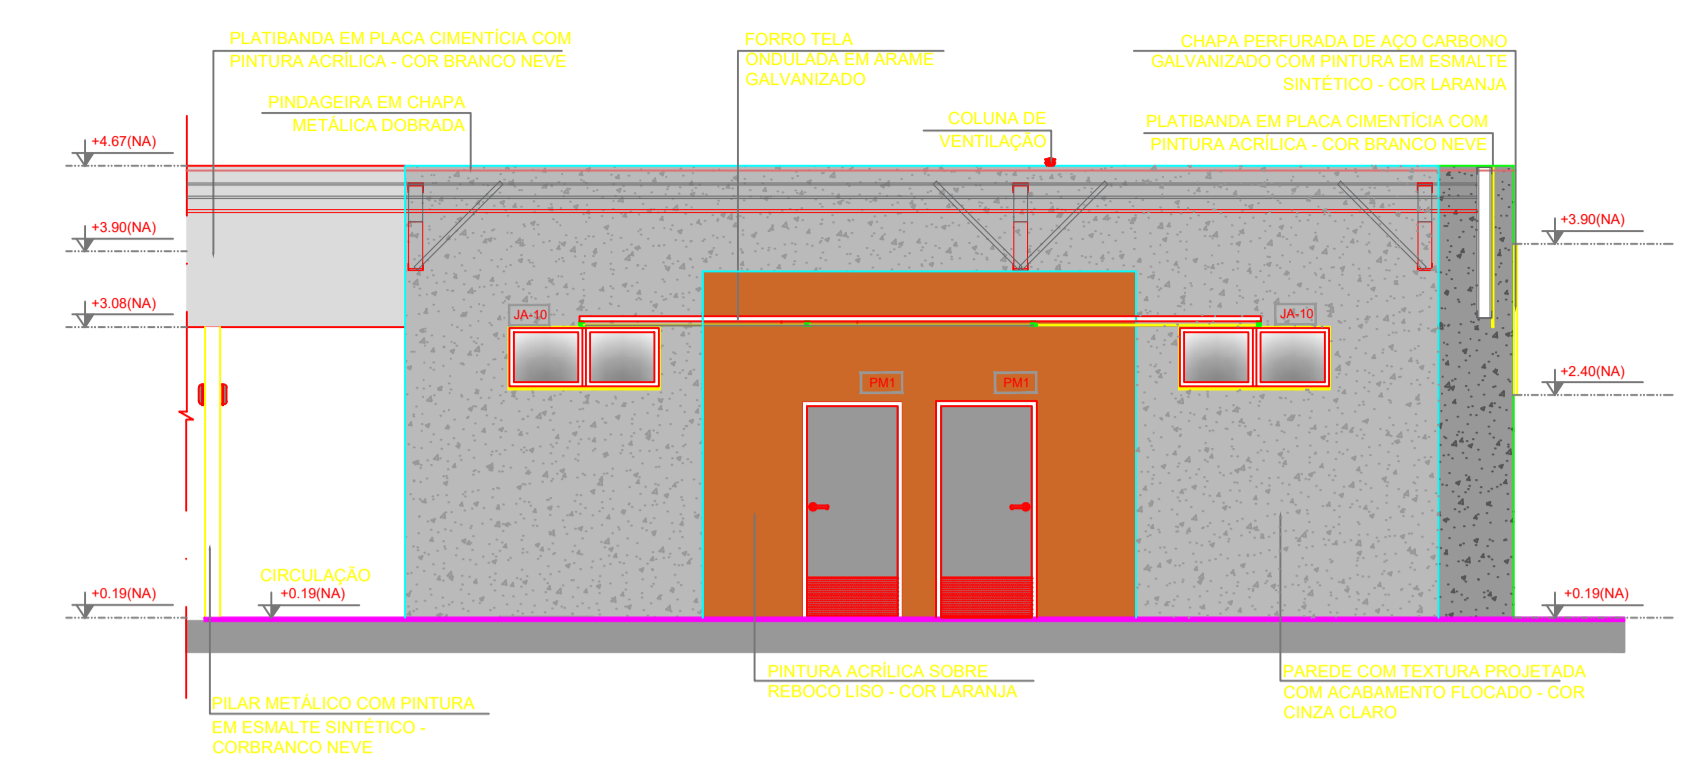 PLATIBANDA EM PLACA CIMENTÍCIA COM
PINTURA ACRÍLICA - COR BRANCO NEVE
FORRO TELA
ONDULADA EM ARAME
GALVANIZADO
CHAPA PERFURADA DE AÇO CARBONO
GALVANIZADO COM PINTURA EM ESMALTE
SINTÉTICO - COR LARANJA
PINDAGEIRA EM CHAPA
METÁLICA DOBRADA
COLUNA DE
VENTILAÇÃO
PLATIBANDA EM PLACA CIMENTÍCIA COM
PINTURA ACRÍLICA - COR BRANCO NEVE
+4.67(NA)
+3.90(NA)
+3.90(NA)
+3.08(NA)
JA-10
JA-10
+2.40(NA)
PM1
PM1
CIRCULAÇÃO
+0.19(NA)
+0.19(NA)
+0.19(NA)
PINTURA ACRÍLICA SOBRE
REBOCO LISO - COR LARANJA
PAREDE COM TEXTURA PROJETADA
COM ACABAMENTO FLOCADO - COR
CINZA CLARO
PILAR METÁLICO COM PINTURA
EM ESMALTE SINTÉTICO -
CORBRANCO NEVE